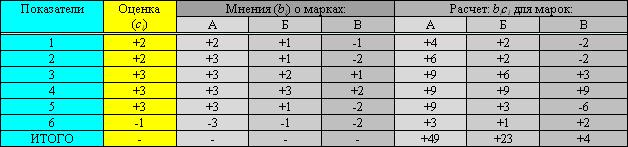 Показатели Оценка (ci) Мнения (bi) о марках: Расчет: b ci для марок:
А Б В А Б В
1 +2 +2 +1 -1 +4 +2 -2
2 +2 +3 +1 -2 +6 +2 -2
3 +3 +3 +2 +1 +9 +6 +3
4 +3 +3 +3 +2 +9 +9 +9
5 +3 +3 +1 -2 +9 +3 -6
6 -1 -3 -1 -2 +3 +1 +2
ИТОГО - - - - +49 +23 +4